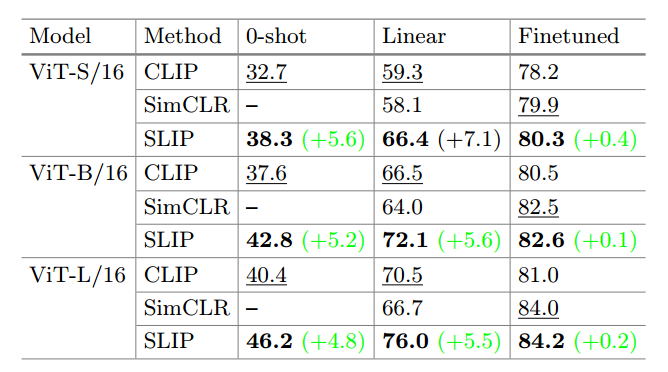 Model Method 0-shot Linear Finetuned
ViT-S/16 CLIP 32.7 59.3 78.2
SimCLR – 58.1 79.9
SLIP 38.3 (+5.6) 66.4 (+7.1) 80.3 (+0.4)
ViT-B/16 CLIP 37.6 66.5 80.5
SimCLR – 64.0 82.5
SLIP 42.8 (+5.2) 72.1 (+5.6) 82.6 (+0.1)
ViT-L/16 CLIP 40.4 70.5 81.0
SimCLR – 66.7 84.0
SLIP 46.2 (+4.8) 76.0 (+5.5) 84.2 (+0.2)